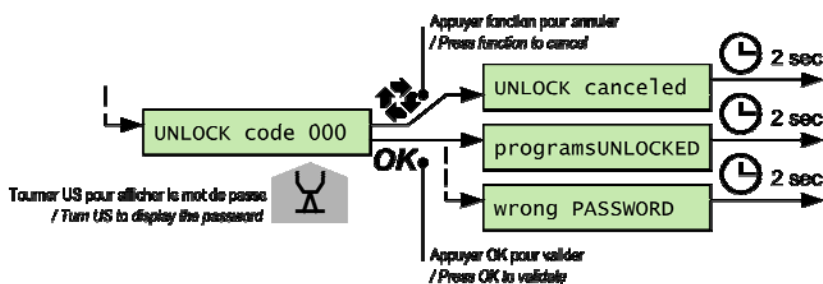 Appuyer fonction pour annuler
/ Press function to cancel
2 sec
UNLOCK canceled
2 sec
UNLOCK code 000
OK
programsUNLOCKED
2 sec
Tourner US pour afficher le mot de passe
/ Turn US to display the password
wrong PASSWORD
Appuyer OK pour valider
/ Press OK to validate